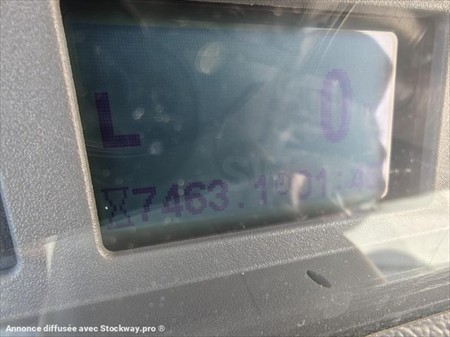 L 0
7463.1
Annonce diffusée avec Stockway.pro ®